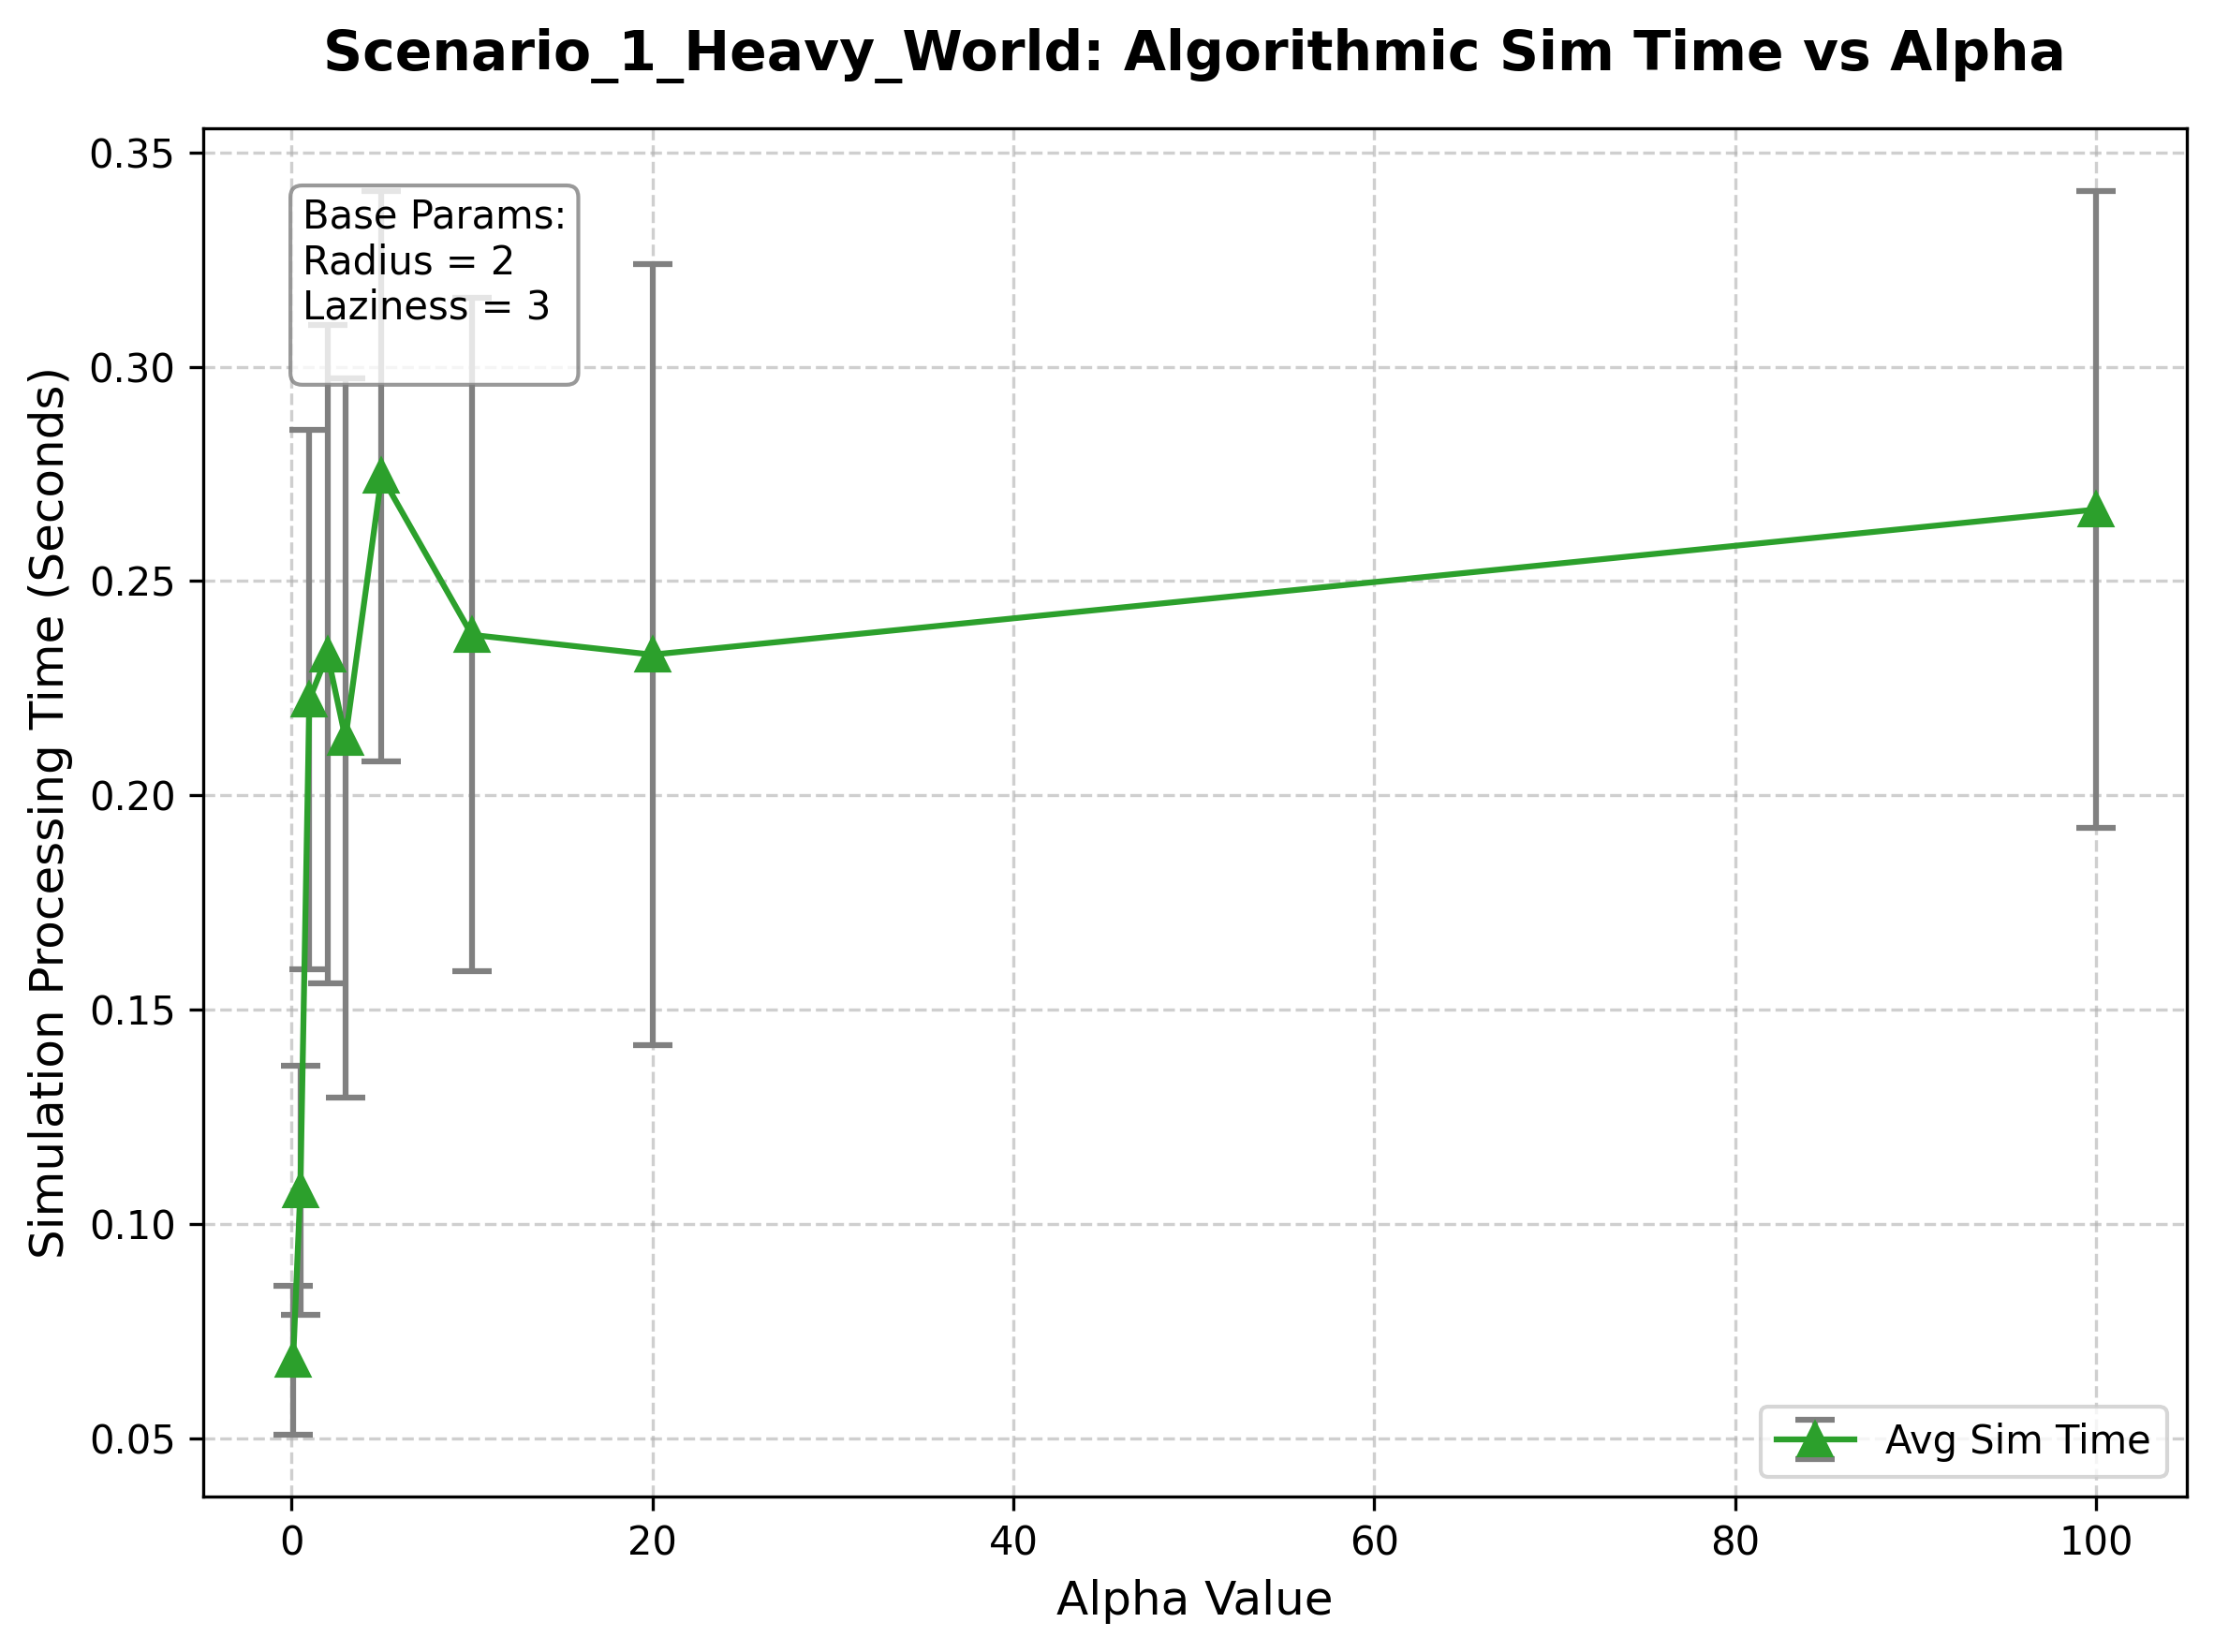 Scenario_1_Heavy_World: Algorithmic Sim Time vs Alpha
Simulation Processing Time (Seconds)
0.35
0.30
0.25
0.20
0.15
0.10
0.05
Base Params:
Radius = 2
Laziness = 3
Avg Sim Time
0 20 40 60 80 100
Alpha Value